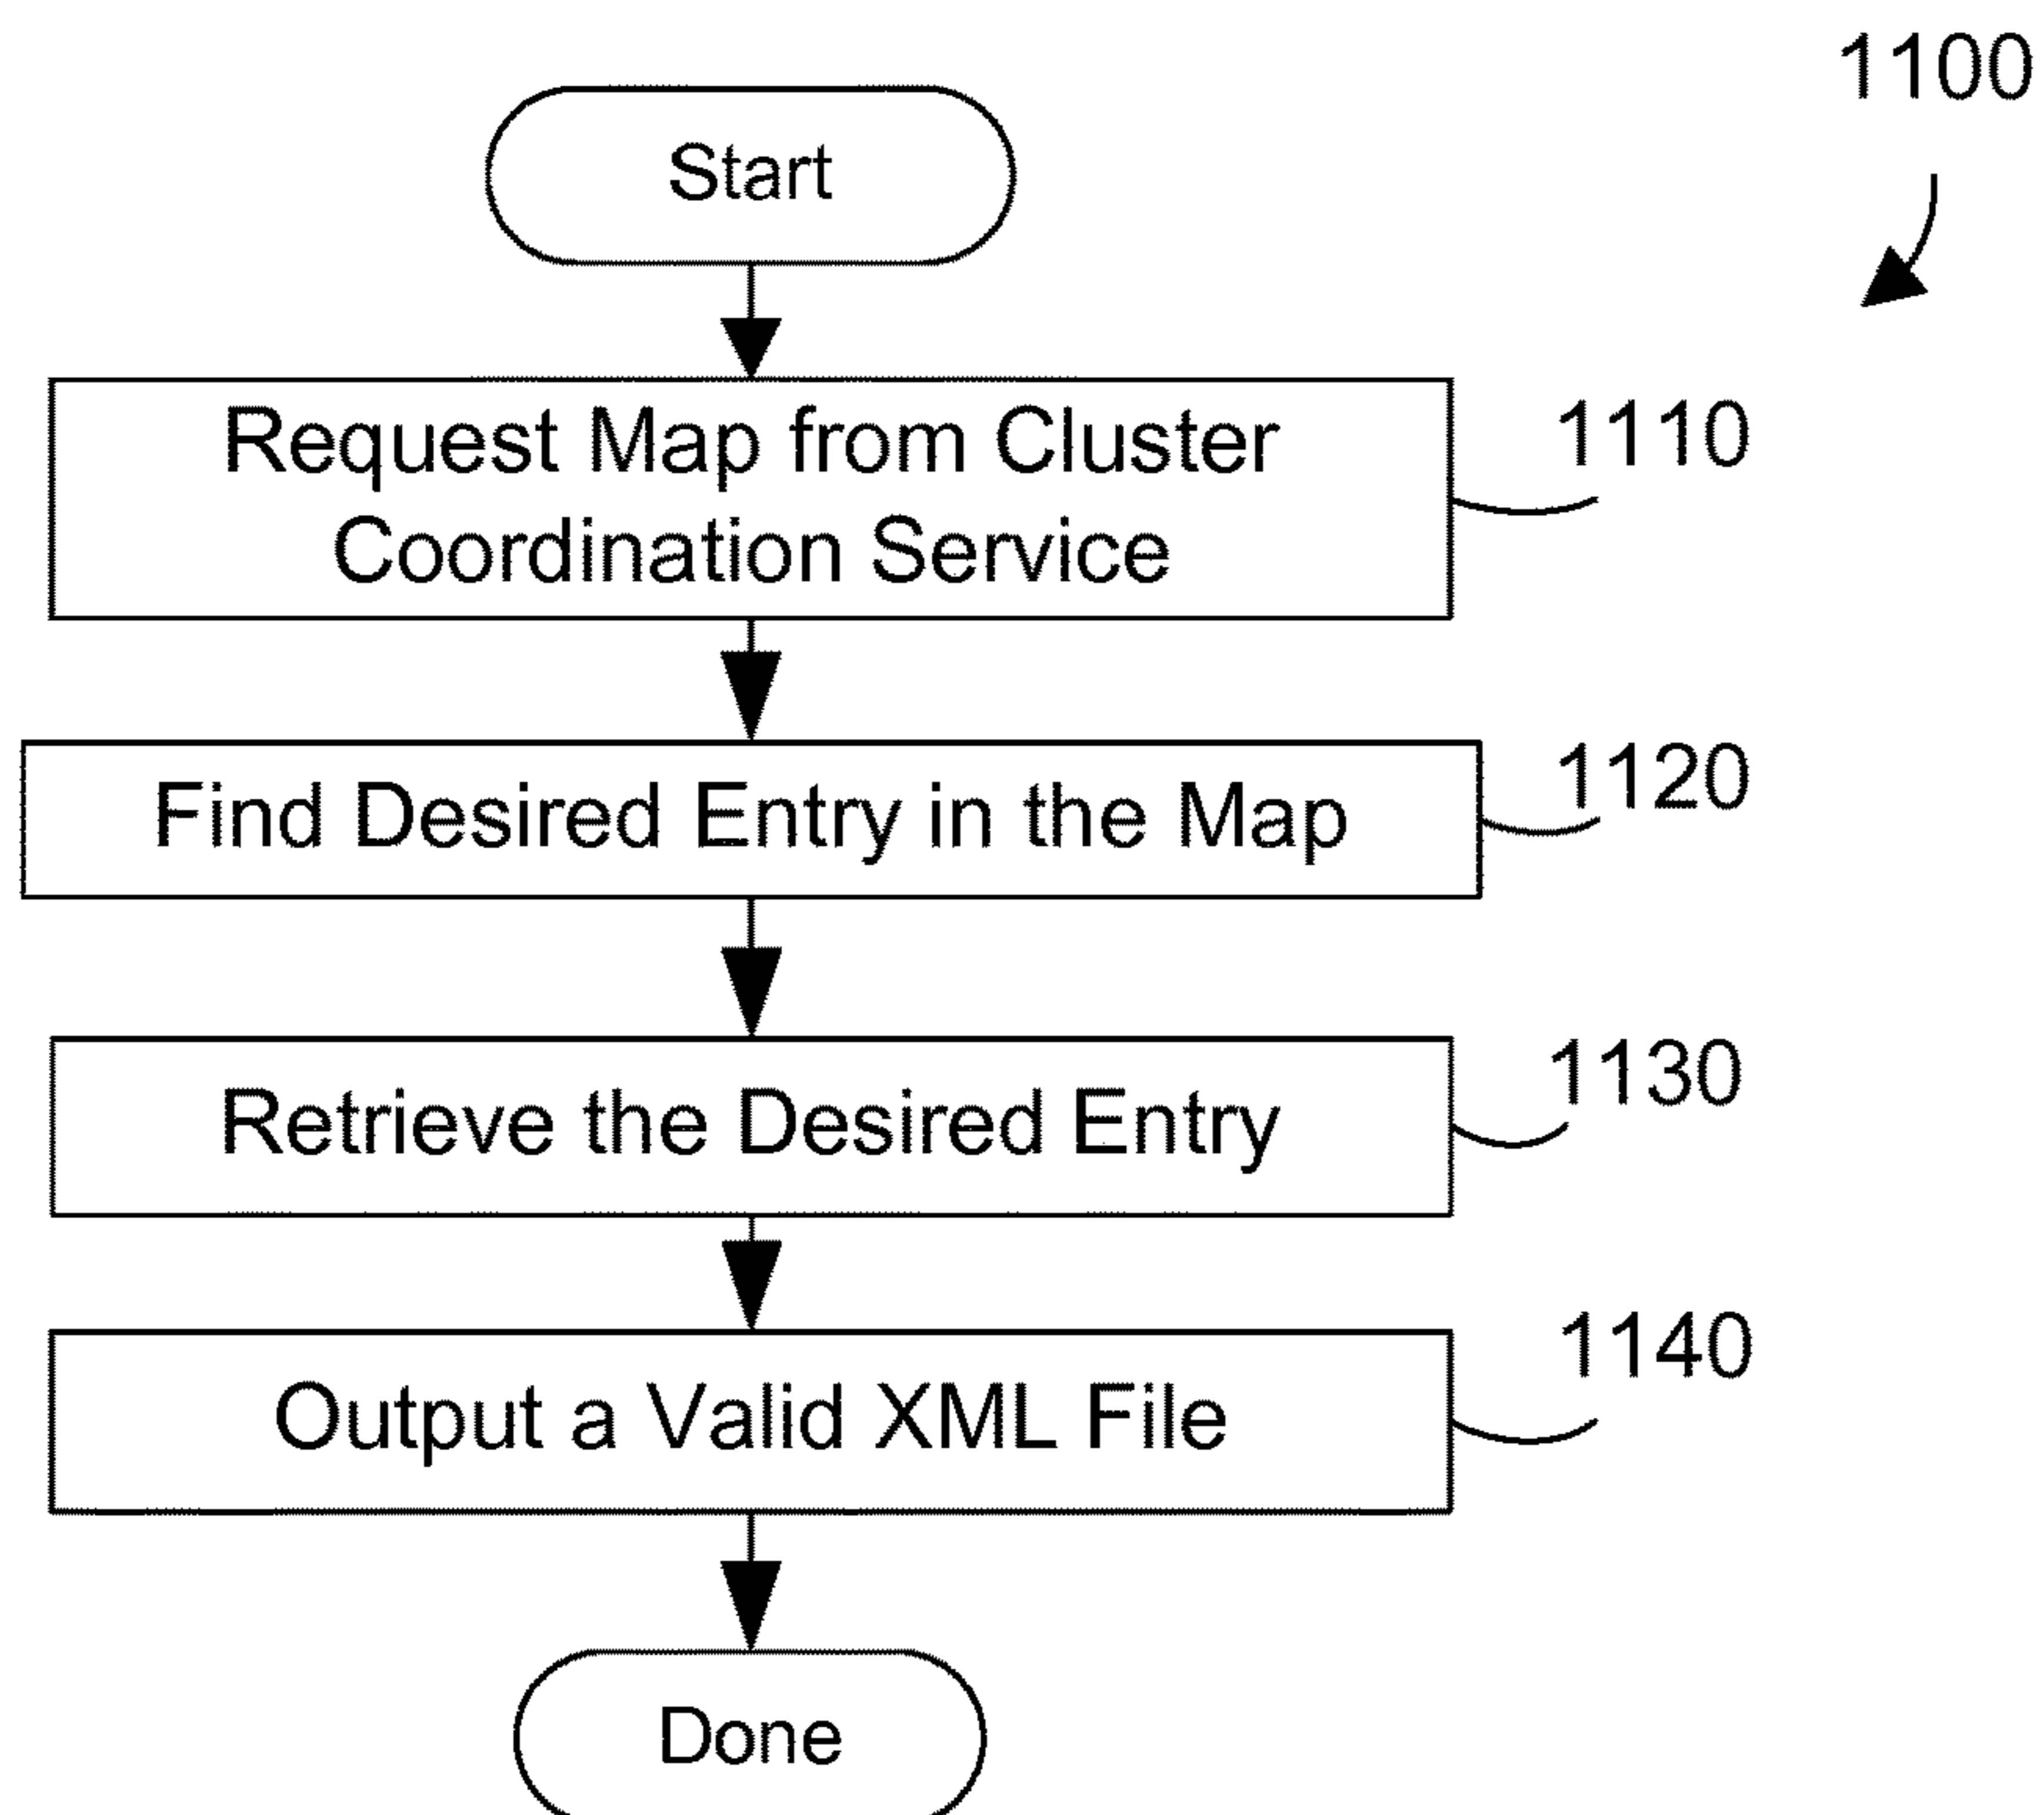 1100
Start
Request Map from Cluster
Coordination Service
1110
Find Desired Entry in the Map
1120
Retrieve the Desired Entry
1130
Output a Valid XML File
1140
Done